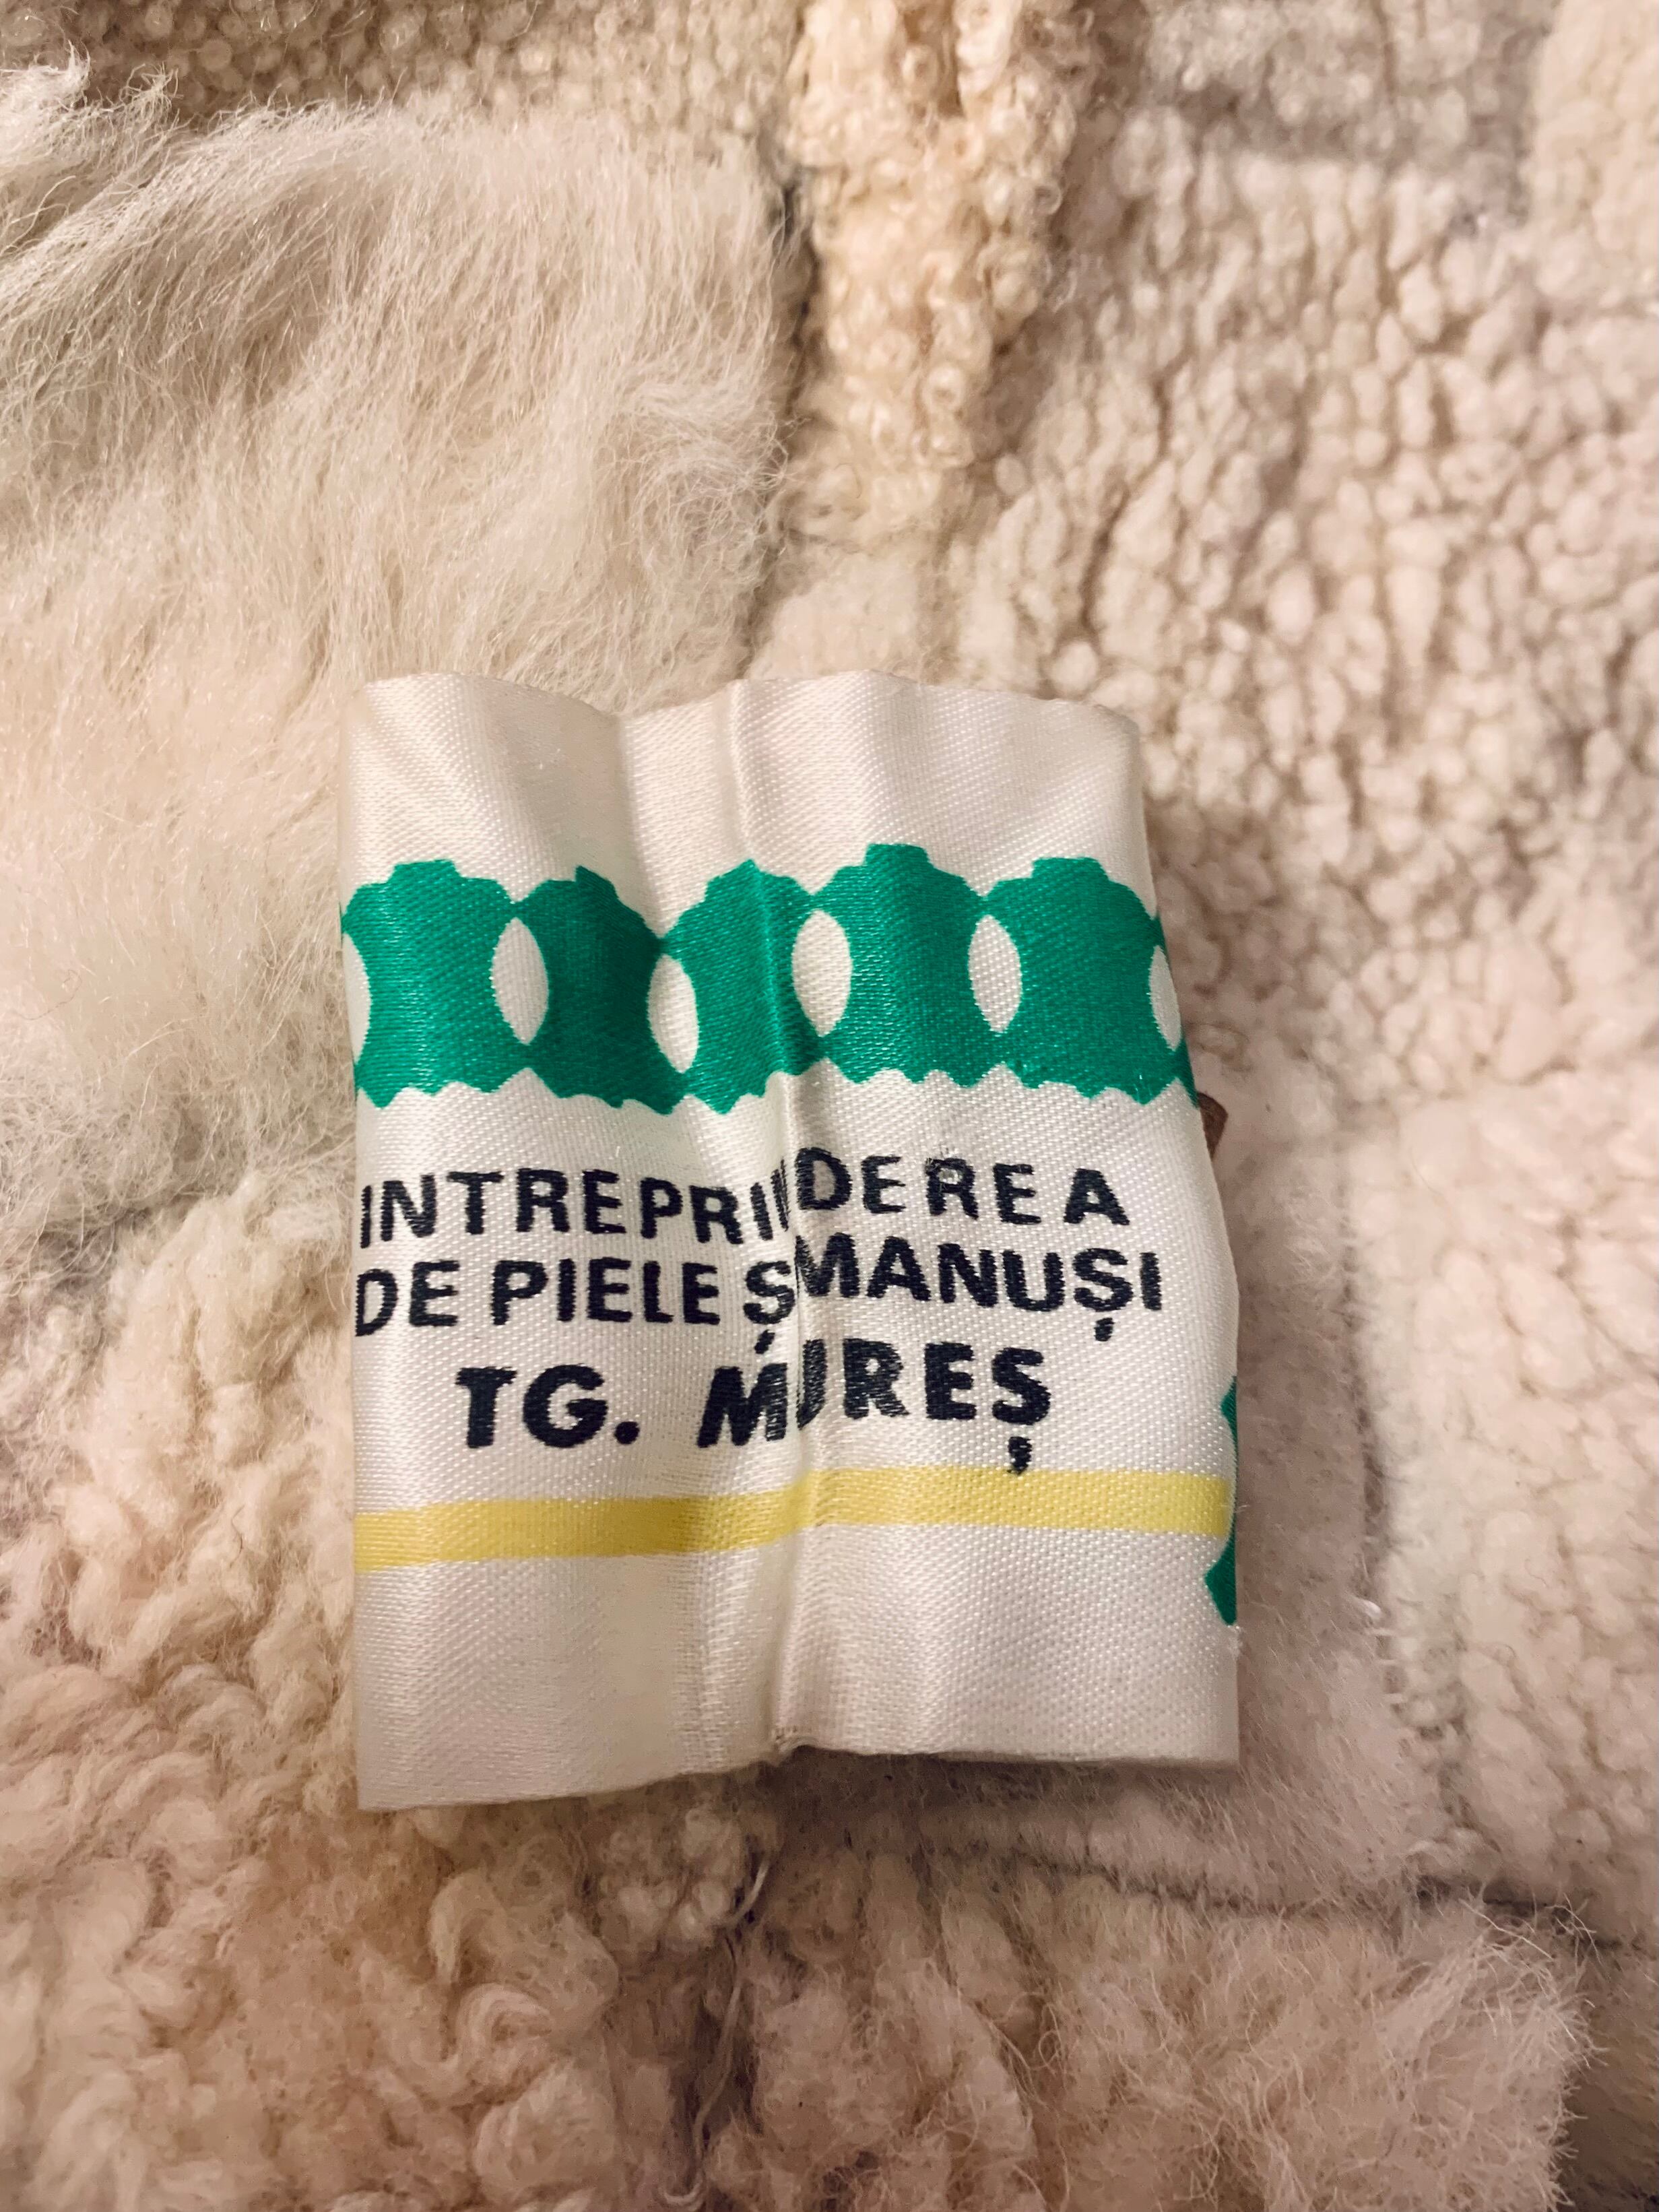 INTREPRINDEREA
DE PIELE ȘI MANUȘI
TG. MUREȘ